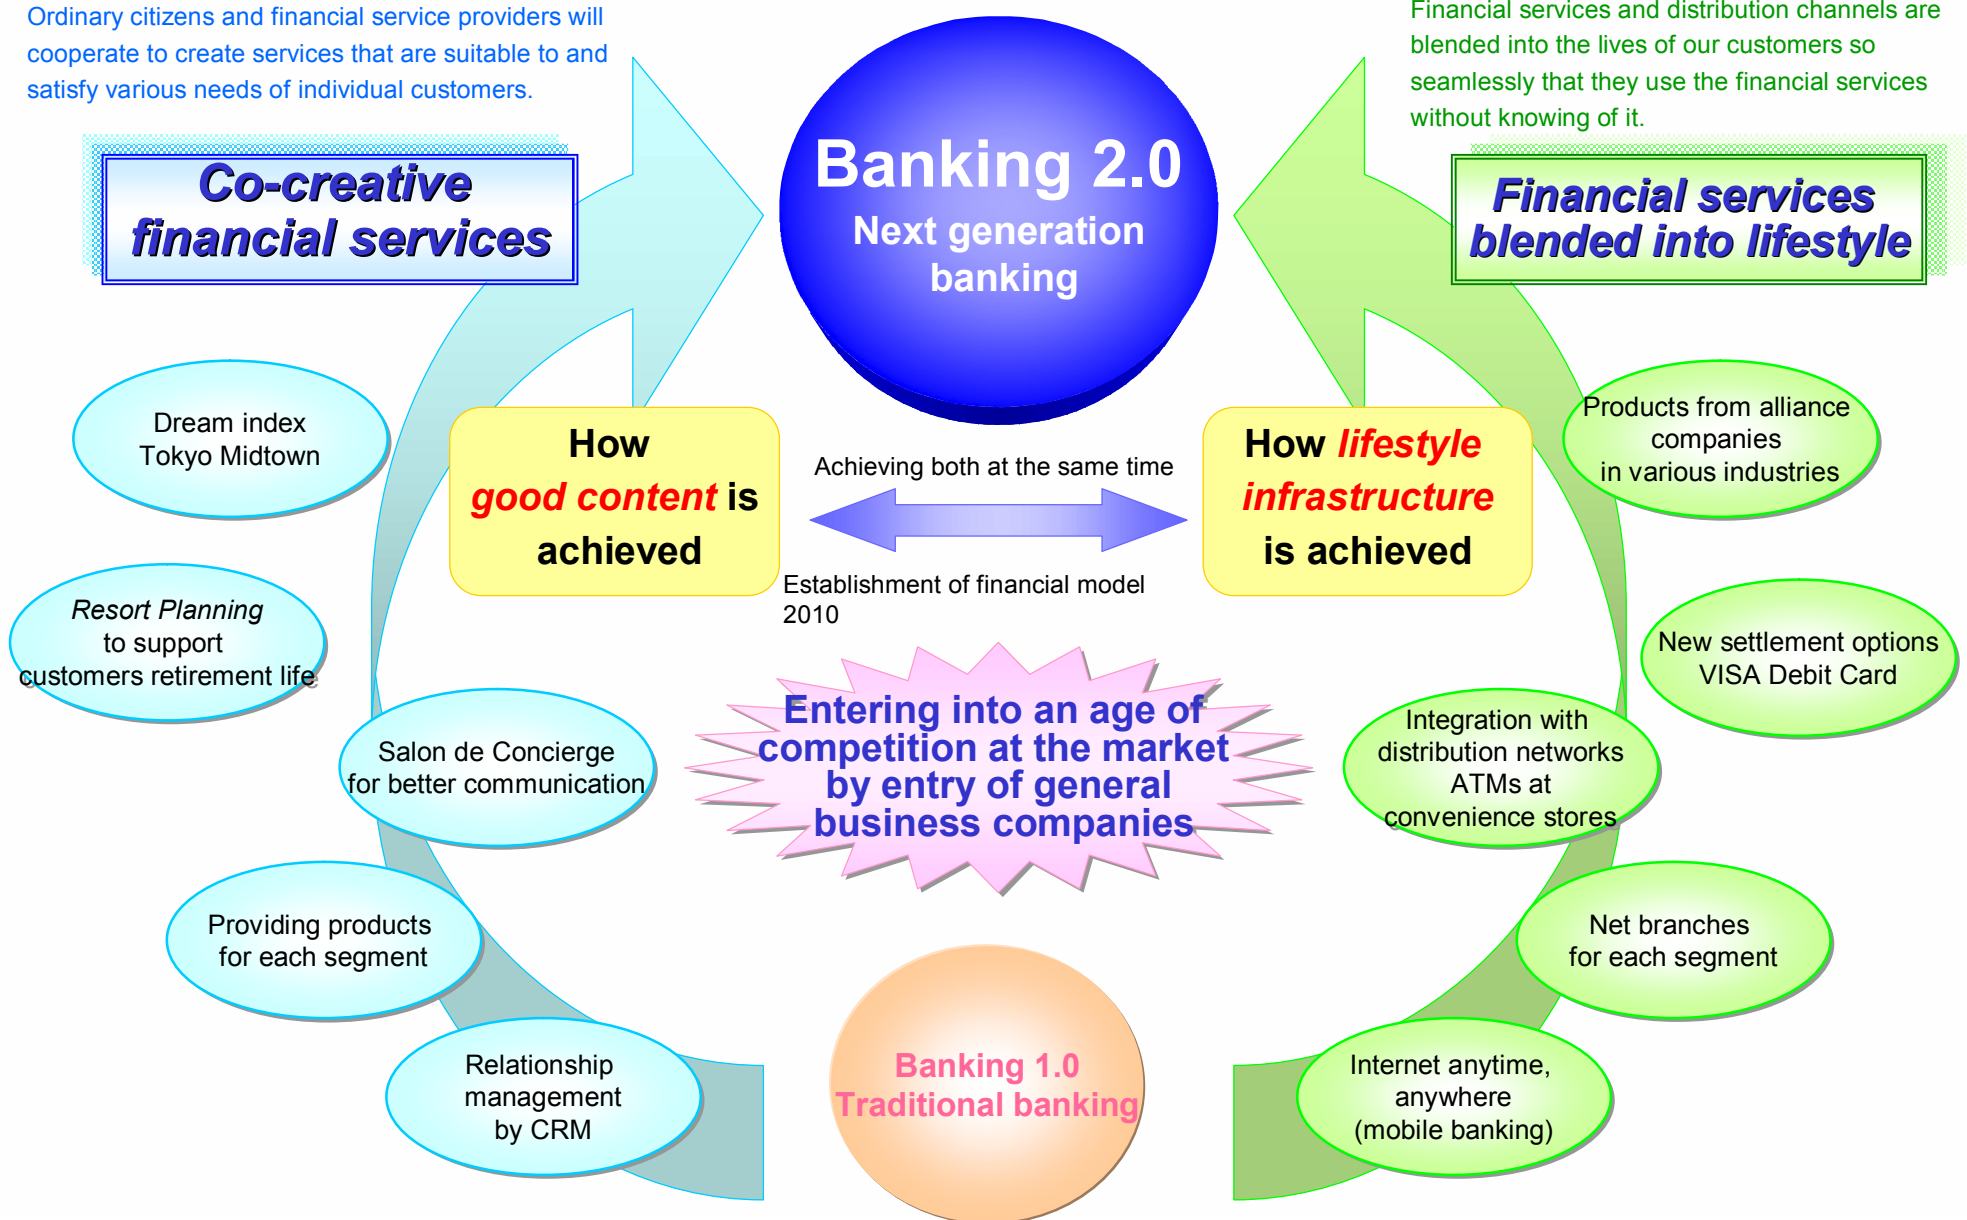 Ordinary citizens and financial service providers will
cooperate to create services that are suitable to and
satisfy various needs of individual customers.
Financial services and distribution channels are
blended into the lives of our customers so
seamlessly that they use the financial services
without knowing of it.
Co-creative
financial services
Banking 2.0
Next generation
banking
Financial services
blended into lifestyle
Dream index
Tokyo Midtown
How
good content is
achieved
Achieving both at the same time
How lifestyle
infrastructure
is achieved
Products from alliance
companies
in various industries
Establishment of financial model
2010
Resort Planning
to support
customers retirement life
New settlement options
VISA Debit Card
Salon de Concierge
for better communication
Entering into an age of
competition at the market
by entry of general
business companies
Integration with
distribution networks
ATMs at
convenience stores
Providing products
for each segment
Net branches
for each segment
Relationship
management
by CRM
Banking 1.0
Traditional banking
Internet anytime,
anywhere
(mobile banking)